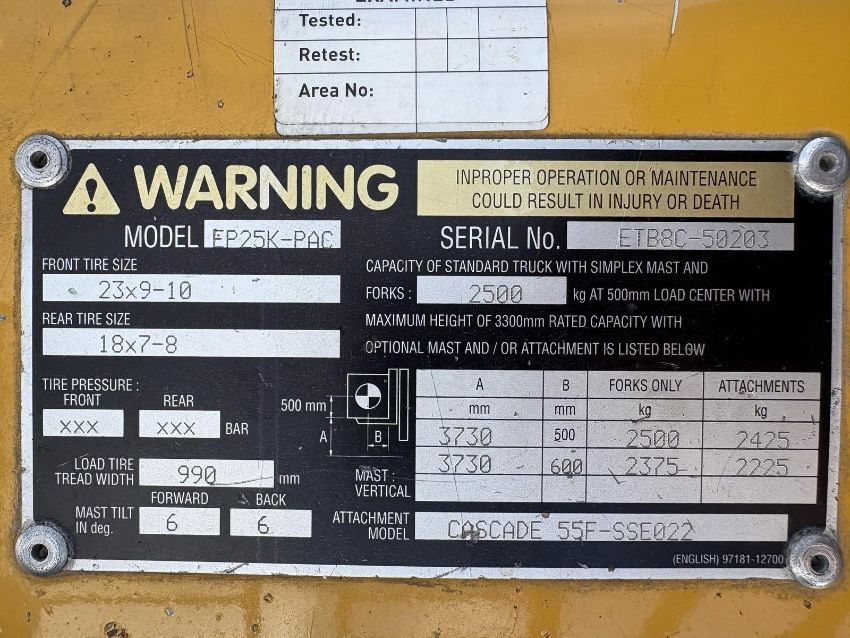 EXAMINED
Tested:
Retest:
Area No:
WARNING
INPROPER OPERATION OR MAINTENANCE
COULD RESULT IN INJURY OR DEATH
MODEL EP25K-PAC SERIAL No. ETB8C-50203
FRONT TIRE SIZE
23x9-10
REAR TIRE SIZE
18x7-8
CAPACITY OF STANDARD TRUCK WITH SIMPLEX MAST AND
FORKS : 2500 kg AT 500mm LOAD CENTER WITH
MAXIMUM HEIGHT OF 3300mm RATED CAPACITY WITH
OPTIONAL MAST AND / OR ATTACHMENT IS LISTED BELOW
TIRE PRESSURE :
FRONT REAR
xxx xxx BAR
LOAD TIRE
TREAD WIDTH 990 mm
FORWARD BACK
MAST TILT
IN deg. 6 6
500 mm
A
B
MAST :
VERTICAL
A B FORKS ONLY ATTACHMENTS
mm mm kg kg
3730 500 2500 2425
3730 600 2375 2225
ATTACHMENT
MODEL CASCADE 55F-SSE022
(ENGLISH) 97181-12700